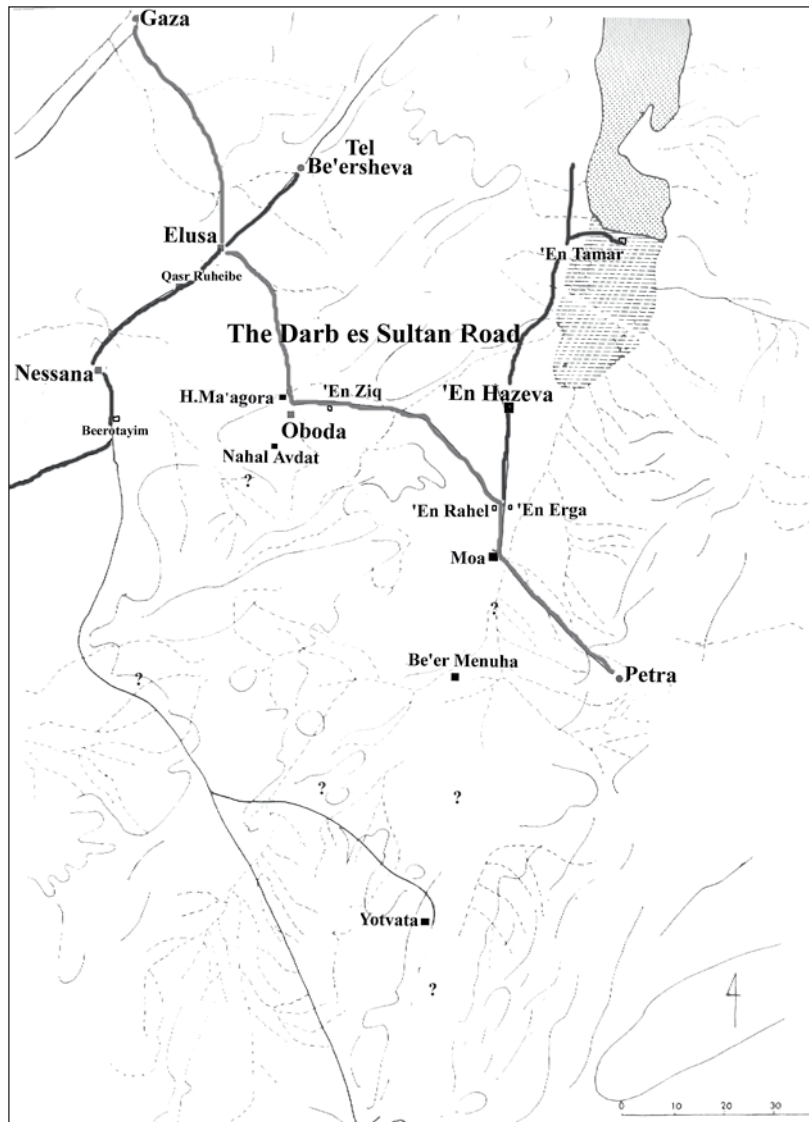 Gaza
Tel
Be'ersheva
Elusa
'En Tamar
Qasr Ruheibe
The Darb es Sultan Road
Nessana
'En Ziq
'En Hazeva
H.Ma'agora
Oboda
Beerotayim
Nahal Avdat
?
'En Rahel
'En Erga
Moa
?
Be'er Menuha
Petra
?
?
?
Yotvata
?
4
0 10 20 30